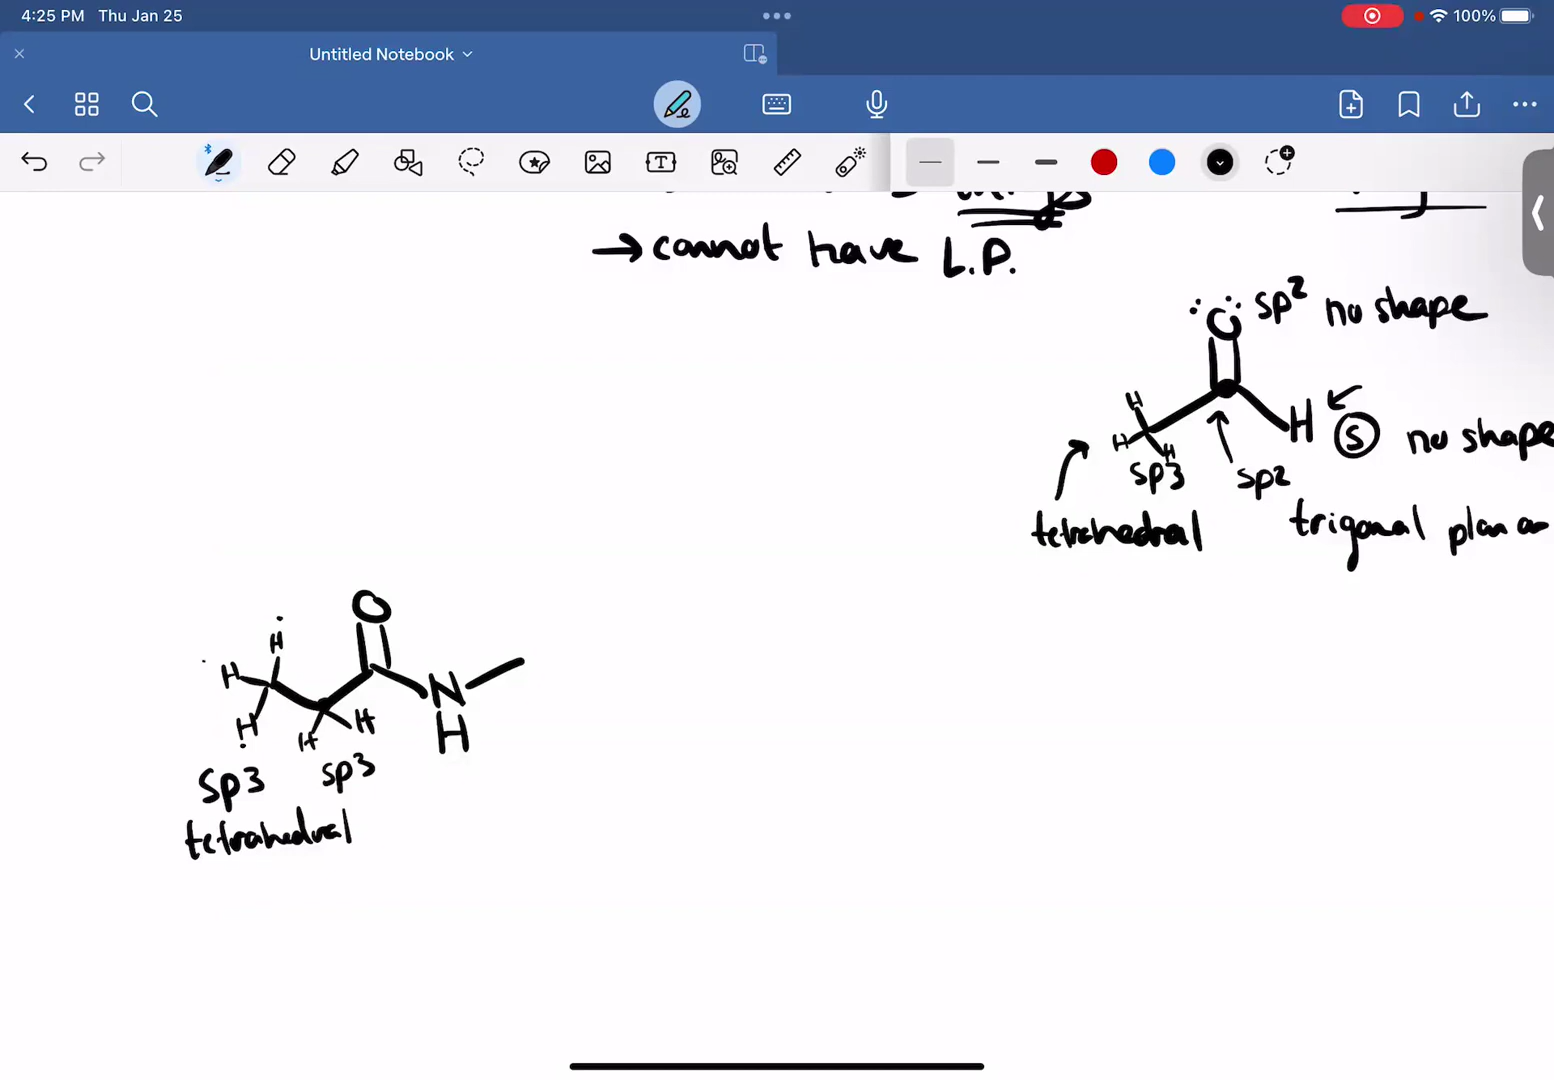 4:25 PM Thu Jan 25
100%
Untitled Notebook
T
→ cannot have L.P.
O sp2 no shape
H
H
H
H
S no shape
sp3
sp2
tetrahedral
trigonal planar
O
H
H
H
H
H
N
H
sp3
sp3
tetrahedral